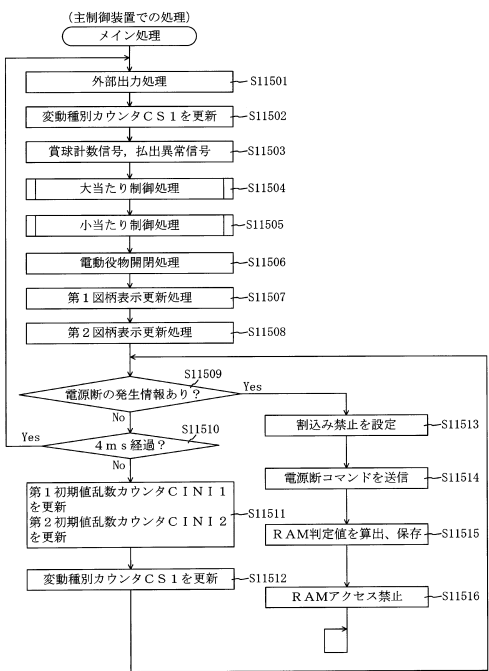 (主制御装置での処理)
メイン処理
外部出力処理
S11501
変動種別カウンタCS1を更新
S11502
賞球計数信号，払出異常信号
S11503
大当たり制御処理
S11504
小当たり制御処理
S11505
電動役物開閉処理
S11506
第1図柄表示更新処理
S11507
第2図柄表示更新処理
S11508
S11509
電源断の発生情報あり？
Yes
No
S11510
Yes
4ms経過？
No
第1初期値乱数カウンタCINI1
を更新
第2初期値乱数カウンタCINI2
を更新
S11511
変動種別カウンタCS1を更新
S11512
割込み禁止を設定
S11513
電源断コマンドを送信
S11514
RAM判定値を算出、保存
S11515
RAMアクセス禁止
S11516